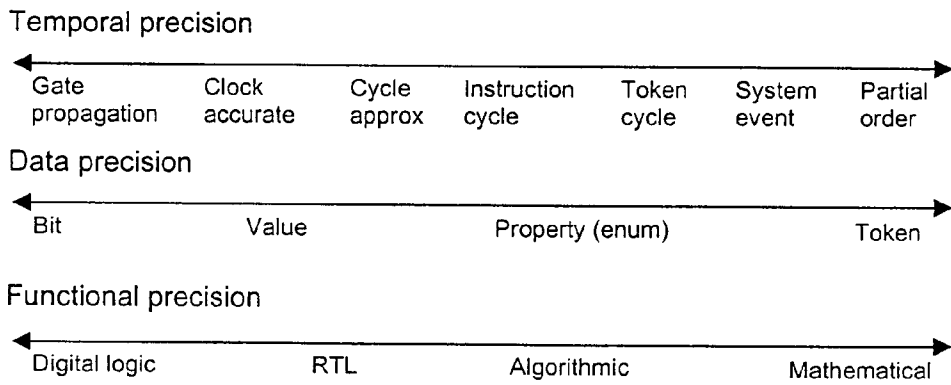 Temporal precision
Gate propagation Clock accurate Cycle approx Instruction cycle Token cycle System event Partial order
Data precision
Bit Value Property (enum) Token
Functional precision
Digital logic RTL Algorithmic Mathematical